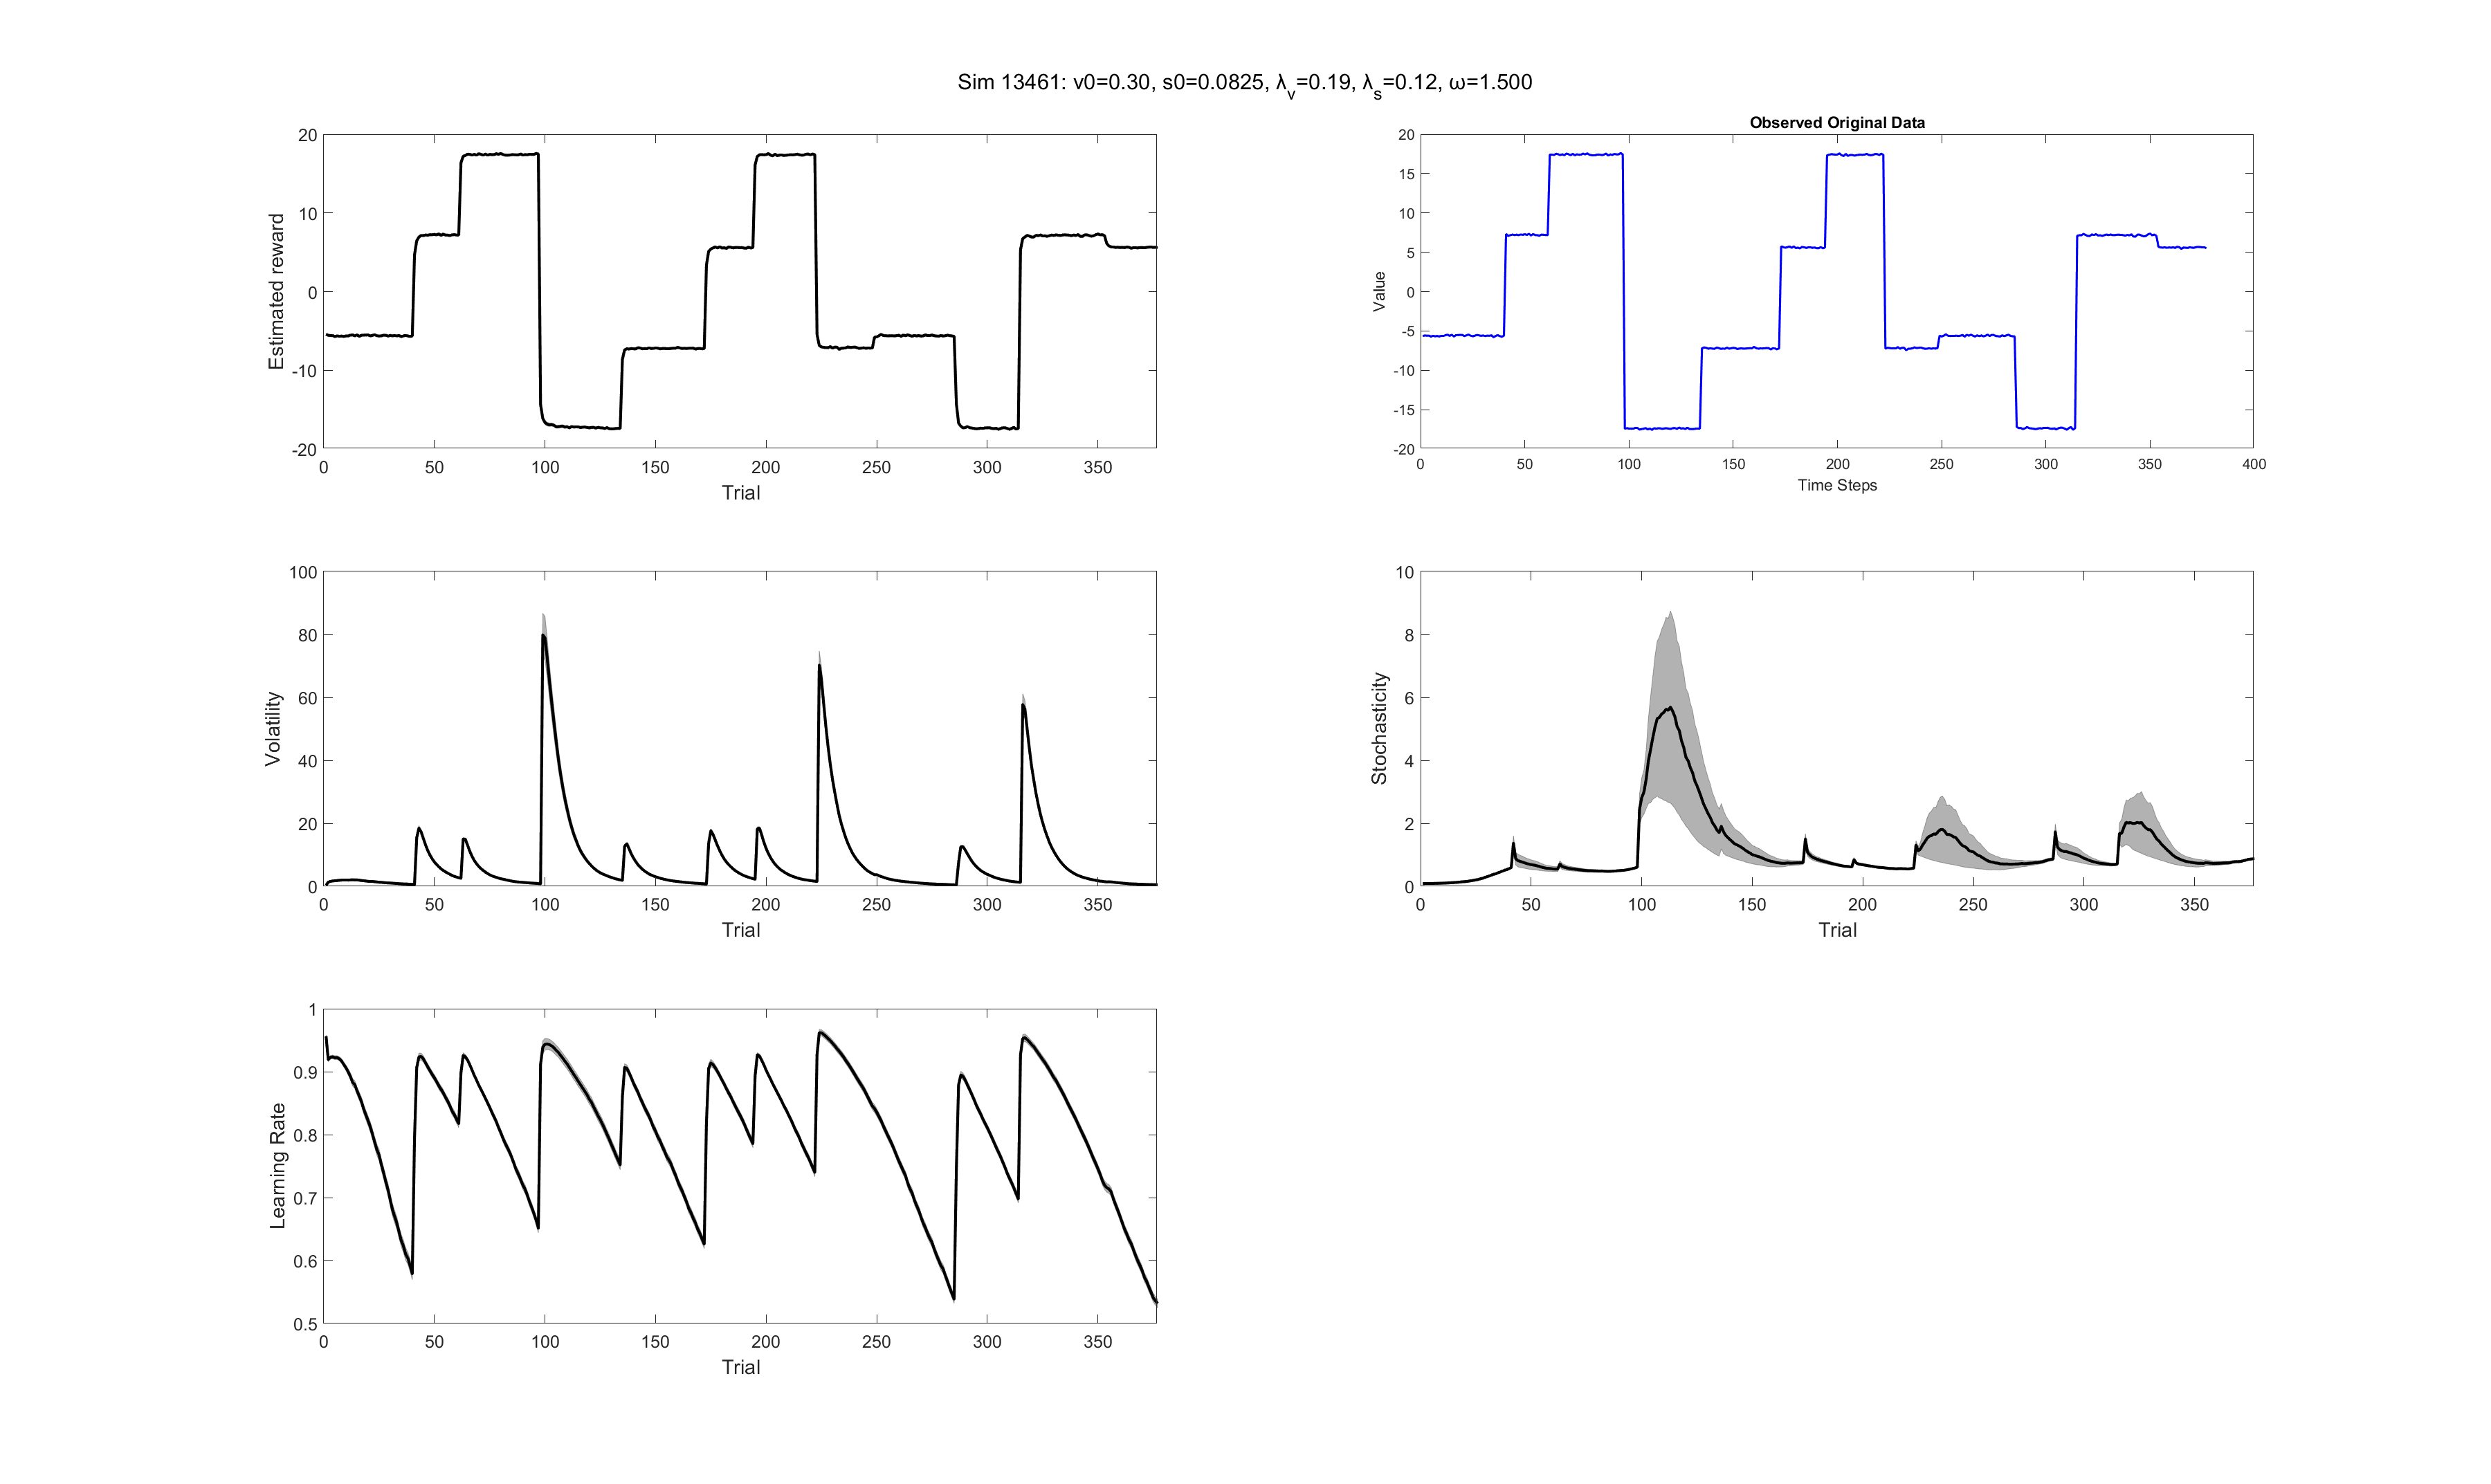 Sim 13461: v0=0.30, s0=0.0825, λv=0.19, λs=0.12, ω=1.500
20
10
0
-10
-20
Estimated reward
0 50 100 150 200 250 300 350
Trial
Observed Original Data
20
15
10
5
0
-5
-10
-15
-20
Value
0 50 100 150 200 250 300 350 400
Time Steps
100
80
60
40
20
0
Volatility
0 50 100 150 200 250 300 350
Trial
10
8
6
4
2
0
Stochasticity
0 50 100 150 200 250 300 350
Trial
1
0.9
0.8
0.7
0.6
0.5
Learning Rate
0 50 100 150 200 250 300 350
Trial